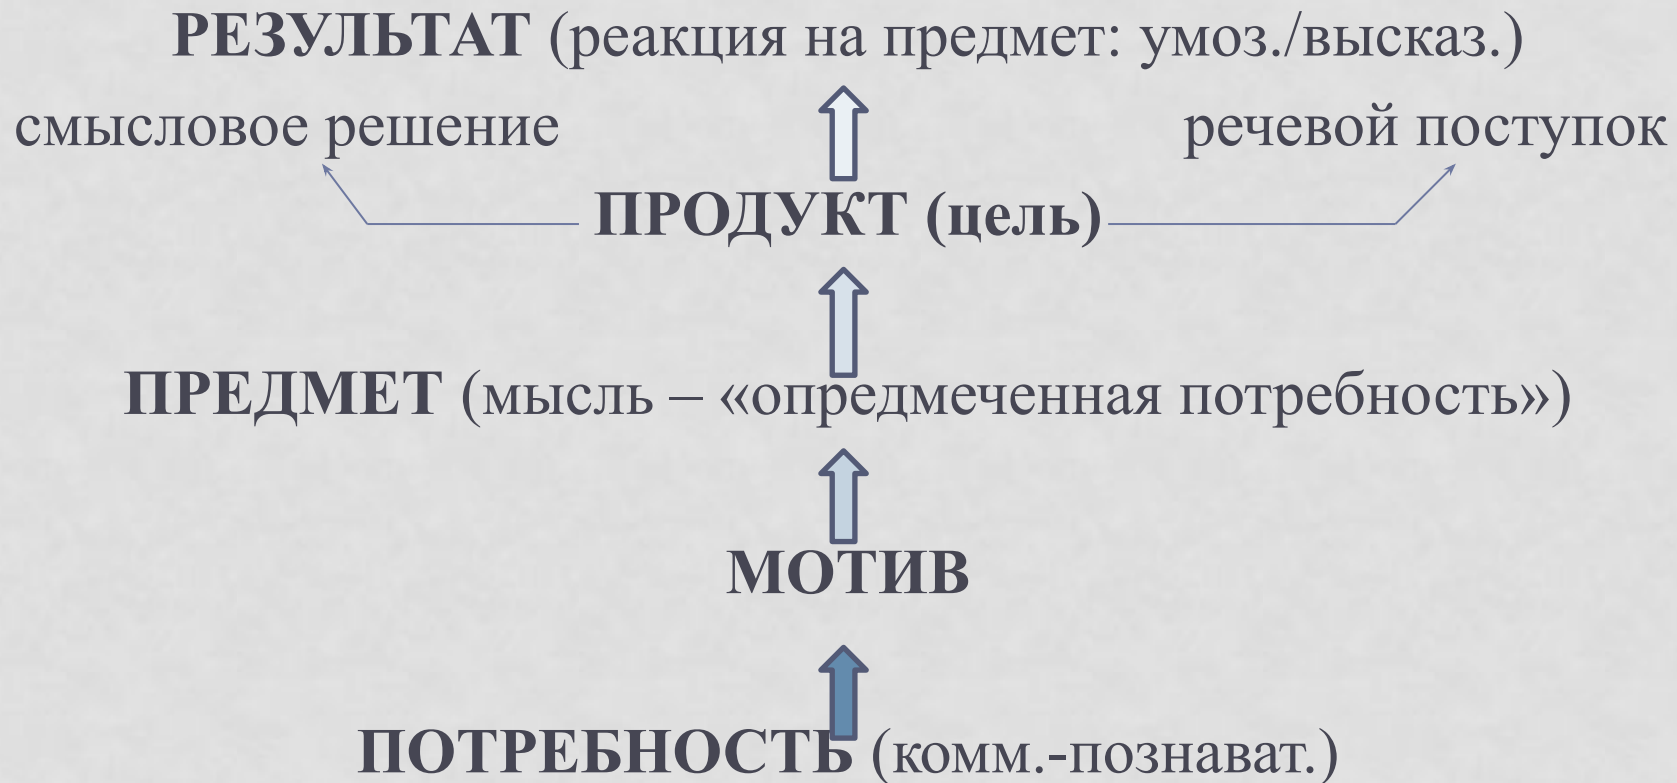 РЕЗУЛЬТАТ (реакция на предмет: умоз./высказ.)
смысловое решение
речевой поступок
ПРОДУКТ (цель)
ПРЕДМЕТ (мысль – «опредмеченная потребность»)
МОТИВ
ПОТРЕБНОСТЬ (комм.-познават.)